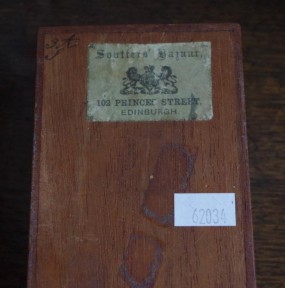 Soutters' Bazaar
102 PRINCES STREET,
EDINBURGH.
62034